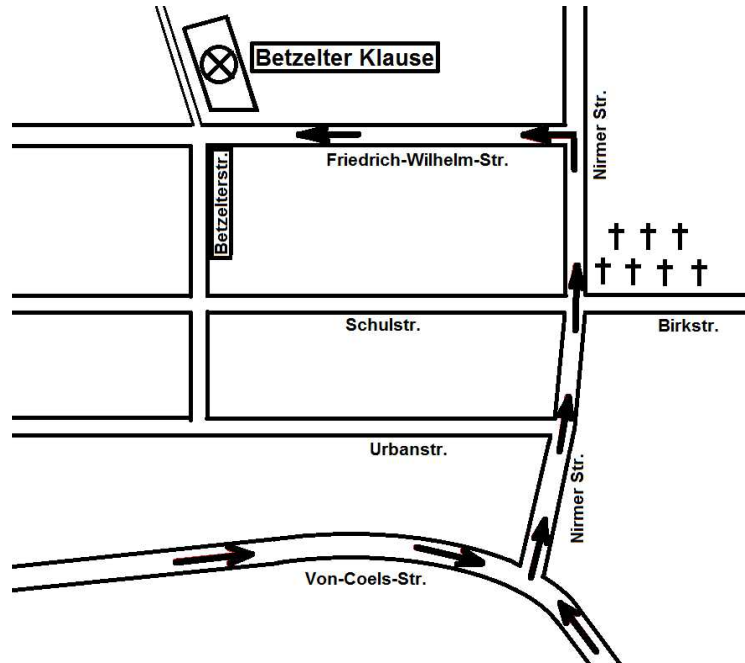 Betzelter Klause
Nirmer Str.
Friedrich-Wilhelm-Str.
Betzelterstr.
Schulstr.
Birkstr.
Urbanstr.
Nirmer Str.
Von-Coels-Str.